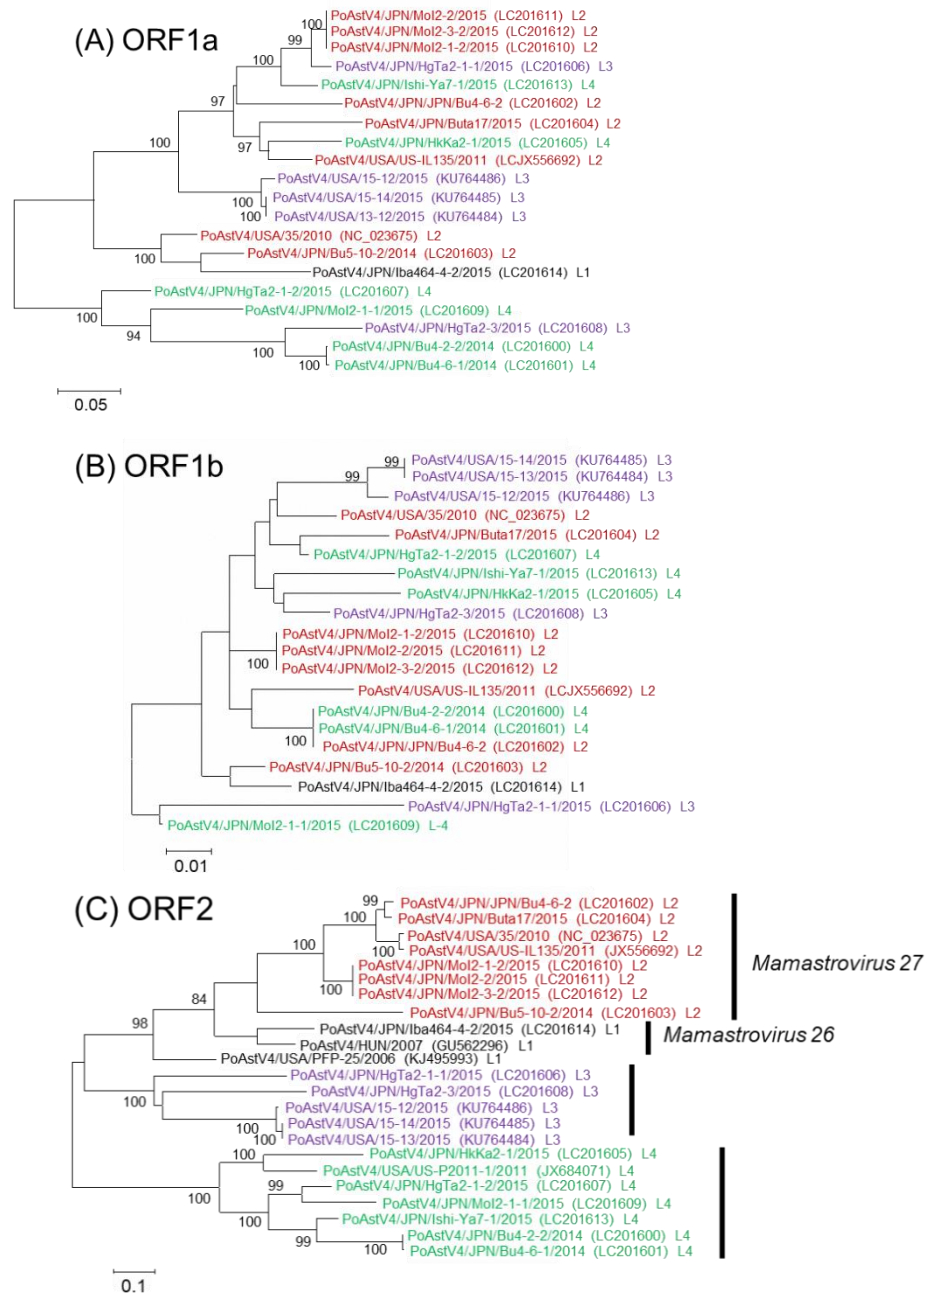 (A) ORF1a
PoAstV4/JPN/MoI2-2/2015 (LC201611) L2
PoAstV4/JPN/MoI2-3-2/2015 (LC201612) L2
PoAstV4/JPN/MoI2-1-2/2015 (LC201610) L2
PoAstV4/JPN/HgTa2-1-1/2015 (LC201606) L3
PoAstV4/JPN/Ishi-Ya7-1/2015 (LC201613) L4
PoAstV4/JPN/JPN/Bu4-6-2 (LC201602) L2
PoAstV4/JPN/Buta17/2015 (LC201604) L2
PoAstV4/JPN/HkKa2-1/2015 (LC201605) L4
PoAstV4/USA/US-IL135/2011 (LCJX556692) L2
PoAstV4/USA/15-12/2015 (KU764486) L3
PoAstV4/USA/15-14/2015 (KU764485) L3
PoAstV4/USA/13-12/2015 (KU764484) L3
PoAstV4/USA/35/2010 (NC_023675) L2
PoAstV4/JPN/Bu5-10-2/2014 (LC201603) L2
PoAstV4/JPN/Iba464-4-2/2015 (LC201614) L1
PoAstV4/JPN/HgTa2-1-2/2015 (LC201607) L4
PoAstV4/JPN/MoI2-1-1/2015 (LC201609) L4
PoAstV4/JPN/HgTa2-3/2015 (LC201608) L3
PoAstV4/JPN/Bu4-2-2/2014 (LC201600) L4
PoAstV4/JPN/Bu4-6-1/2014 (LC201601) L4
100
99
100
97
97
100
100
100
100
100
94
100
100
0.05
(B) ORF1b
PoAstV4/USA/15-14/2015 (KU764485) L3
PoAstV4/USA/15-13/2015 (KU764484) L3
PoAstV4/USA/15-12/2015 (KU764486) L3
PoAstV4/USA/35/2010 (NC_023675) L2
PoAstV4/JPN/Buta17/2015 (LC201604) L2
PoAstV4/JPN/HgTa2-1-2/2015 (LC201607) L4
PoAstV4/JPN/Ishi-Ya7-1/2015 (LC201613) L4
PoAstV4/JPN/HkKa2-1/2015 (LC201605) L4
PoAstV4/JPN/HgTa2-3/2015 (LC201608) L3
PoAstV4/JPN/MoI2-1-2/2015 (LC201610) L2
PoAstV4/JPN/MoI2-2/2015 (LC201611) L2
PoAstV4/JPN/MoI2-3-2/2015 (LC201612) L2
PoAstV4/USA/US-IL135/2011 (LCJX556692) L2
PoAstV4/JPN/Bu4-2-2/2014 (LC201600) L4
PoAstV4/JPN/Bu4-6-1/2014 (LC201601) L4
PoAstV4/JPN/JPN/Bu4-6-2 (LC201602) L2
PoAstV4/JPN/Bu5-10-2/2014 (LC201603) L2
PoAstV4/JPN/Iba464-4-2/2015 (LC201614) L1
PoAstV4/JPN/HgTa2-1-1/2015 (LC201606) L3
PoAstV4/JPN/MoI2-1-1/2015 (LC201609) L-4
99
99
100
100
0.01
(C) ORF2
PoAstV4/JPN/JPN/Bu4-6-2 (LC201602) L2
PoAstV4/JPN/Buta17/2015 (LC201604) L2
PoAstV4/USA/35/2010 (NC_023675) L2
PoAstV4/USA/US-IL135/2011 (JX556692) L2
PoAstV4/JPN/MoI2-1-2/2015 (LC201610) L2
PoAstV4/JPN/MoI2-2/2015 (LC201611) L2
PoAstV4/JPN/MoI2-3-2/2015 (LC201612) L2
PoAstV4/JPN/Bu5-10-2/2014 (LC201603) L2
Mamastrovirus 27
PoAstV4/JPN/Iba464-4-2/2015 (LC201614) L1
PoAstV4/HUN/2007 (GU562296) L1
Mamastrovirus 26
PoAstV4/USA/PFP-25/2006 (KJ495993) L1
PoAstV4/JPN/HgTa2-1-1/2015 (LC201606) L3
PoAstV4/JPN/HgTa2-3/2015 (LC201608) L3
PoAstV4/USA/15-12/2015 (KU764486) L3
PoAstV4/USA/15-14/2015 (KU764485) L3
PoAstV4/USA/15-13/2015 (KU764484) L3
PoAstV4/JPN/HkKa2-1/2015 (LC201605) L4
PoAstV4/USA/US-P2011-1/2011 (JX684071) L4
PoAstV4/JPN/HgTa2-1-2/2015 (LC201607) L4
PoAstV4/JPN/MoI2-1-1/2015 (LC201609) L4
PoAstV4/JPN/Ishi-Ya7-1/2015 (LC201613) L4
PoAstV4/JPN/Bu4-2-2/2014 (LC201600) L4
PoAstV4/JPN/Bu4-6-1/2014 (LC201601) L4
99
100
100
100
100
84
98
100
100
100
100
99
100
99
100
0.1